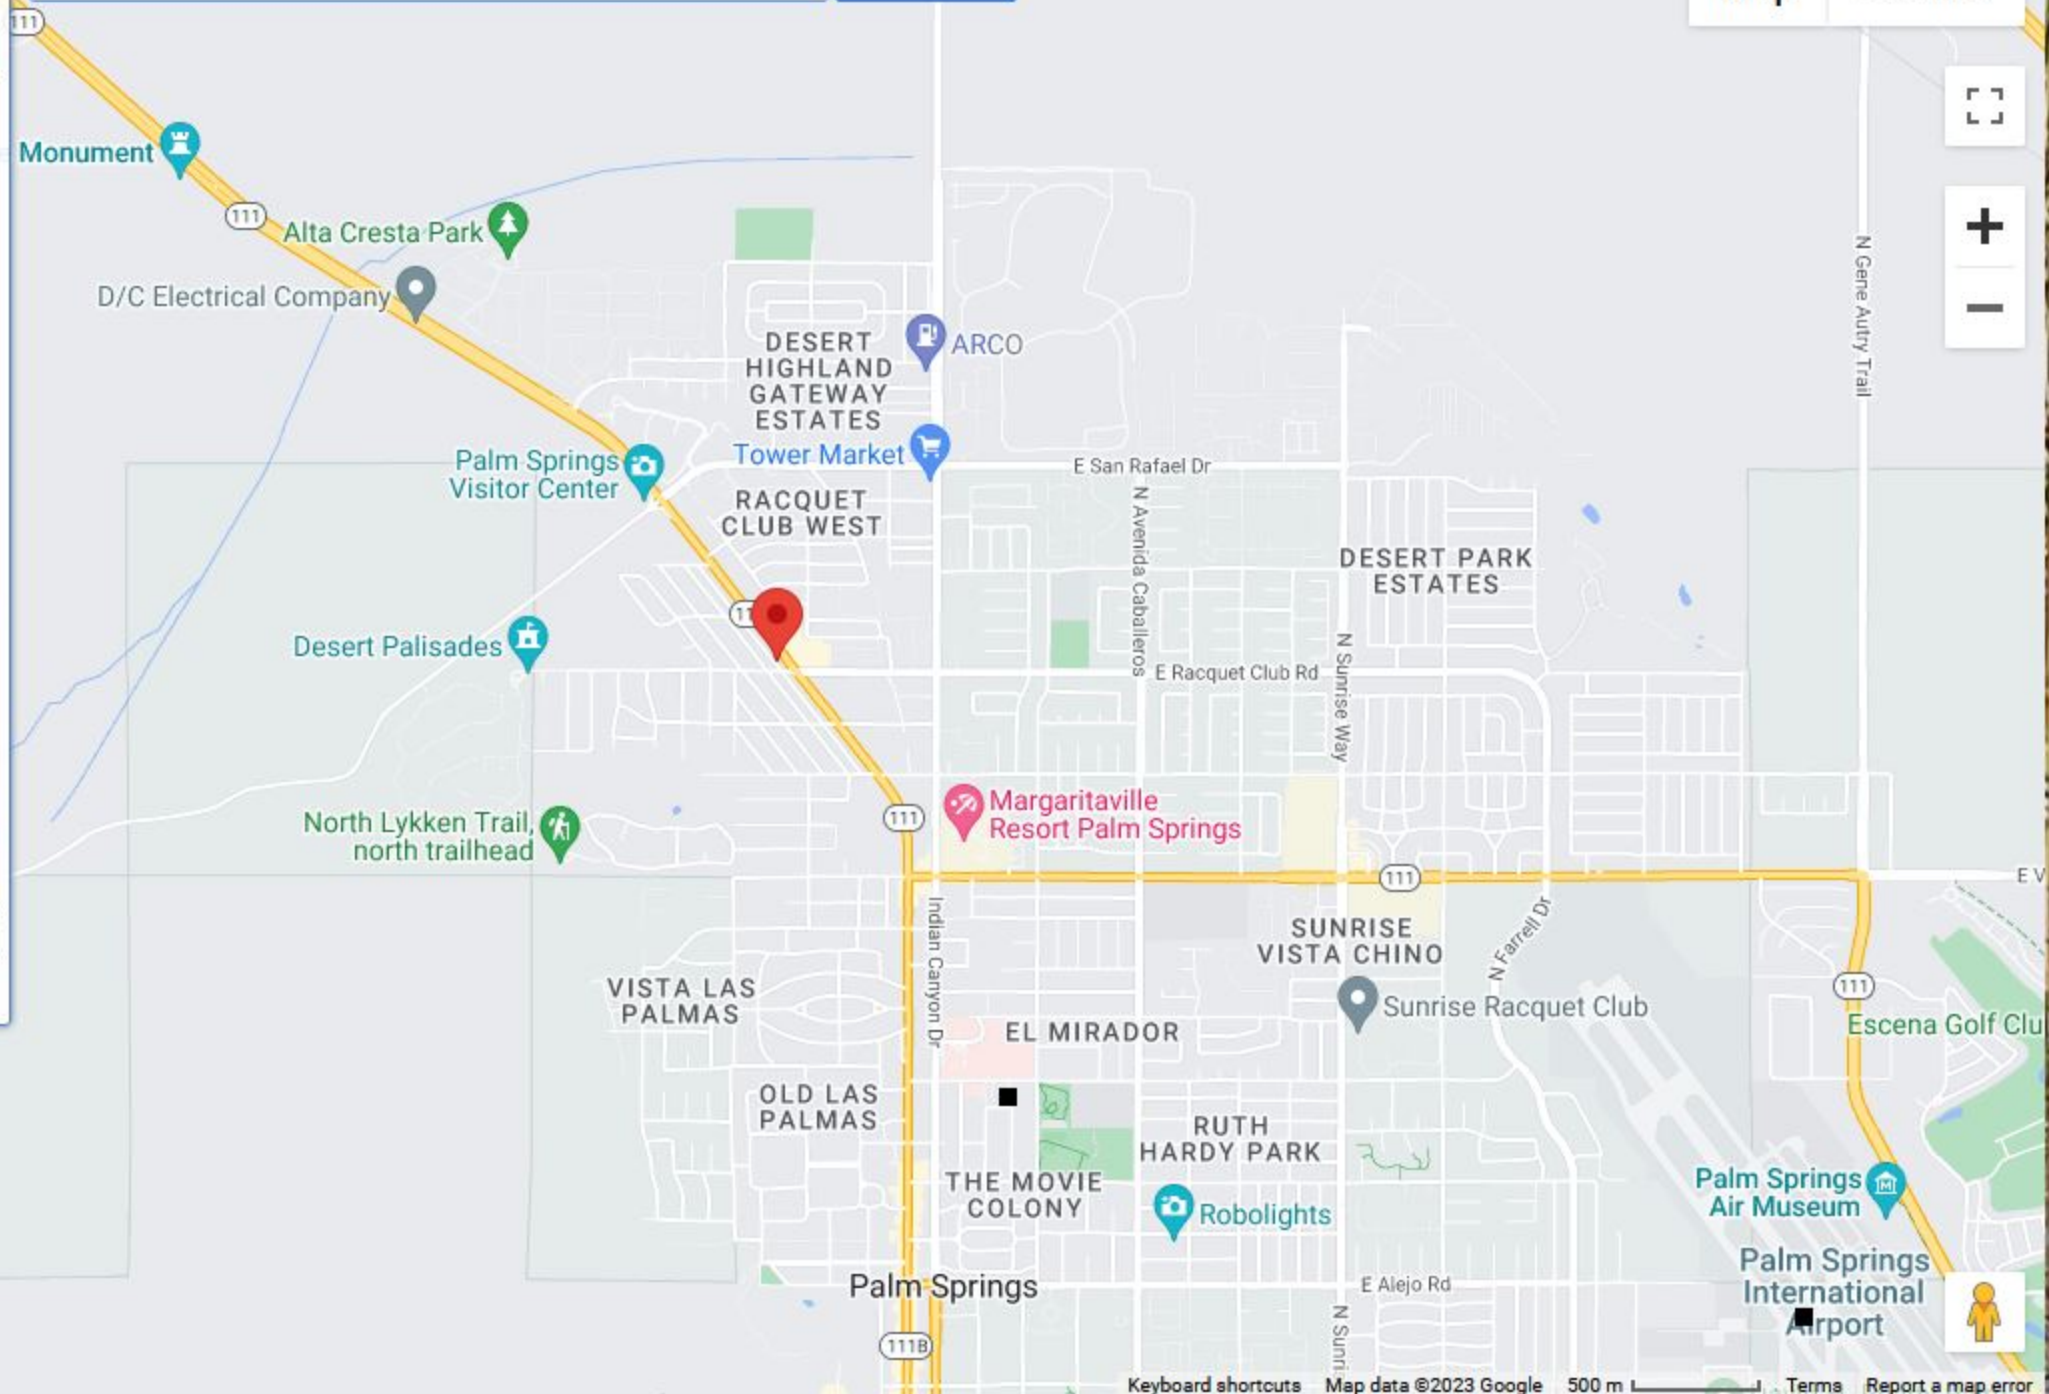 111
Monument
111
Alta Cresta Park
D/C Electrical Company
N Gene Autry Trail
DESERT
HIGHLAND
GATEWAY
ESTATES
ARCO
Palm Springs
Visitor Center
Tower Market
E San Rafael Dr
RACQUET
CLUB WEST
N Avenida Caballeros
DESERT PARK
ESTATES
Desert Palisades
E Racquet Club Rd
N Sunrise Way
North Lykken Trail,
north trailhead
111
Margaritaville
Resort Palm Springs
111
E V
Indian Canyon Dr
SUNRISE
VISTA CHINO
N Farrell Dr
VISTA LAS
PALMAS
111
Sunrise Racquet Club
Escena Golf Clu
EL MIRADOR
OLD LAS
PALMAS
RUTH
HARDY PARK
THE MOVIE
COLONY
Robolights
Palm Springs
Air Museum
Palm Springs
E Alejo Rd
Palm Springs
International
Airport
N Sunri
111B
Keyboard shortcuts Map data ©2023 Google 500 m Terms Report a map error